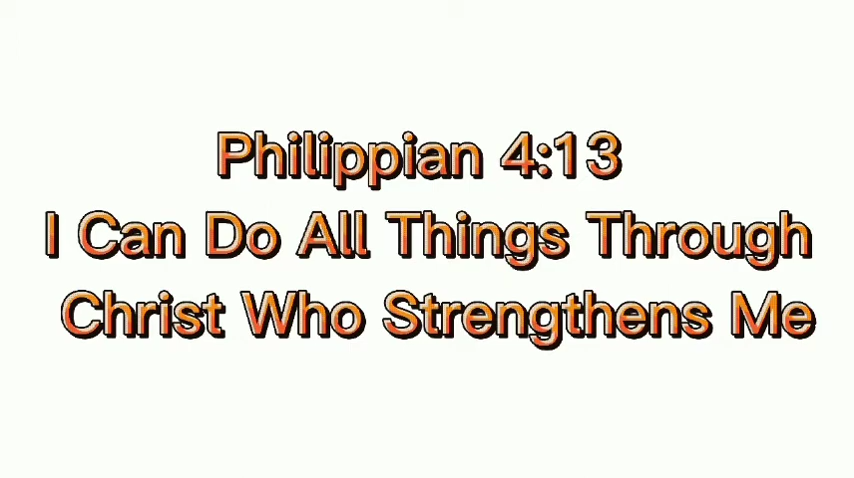 Philippian 4:13
I Can Do All Things Through
Christ Who Strengthens Me